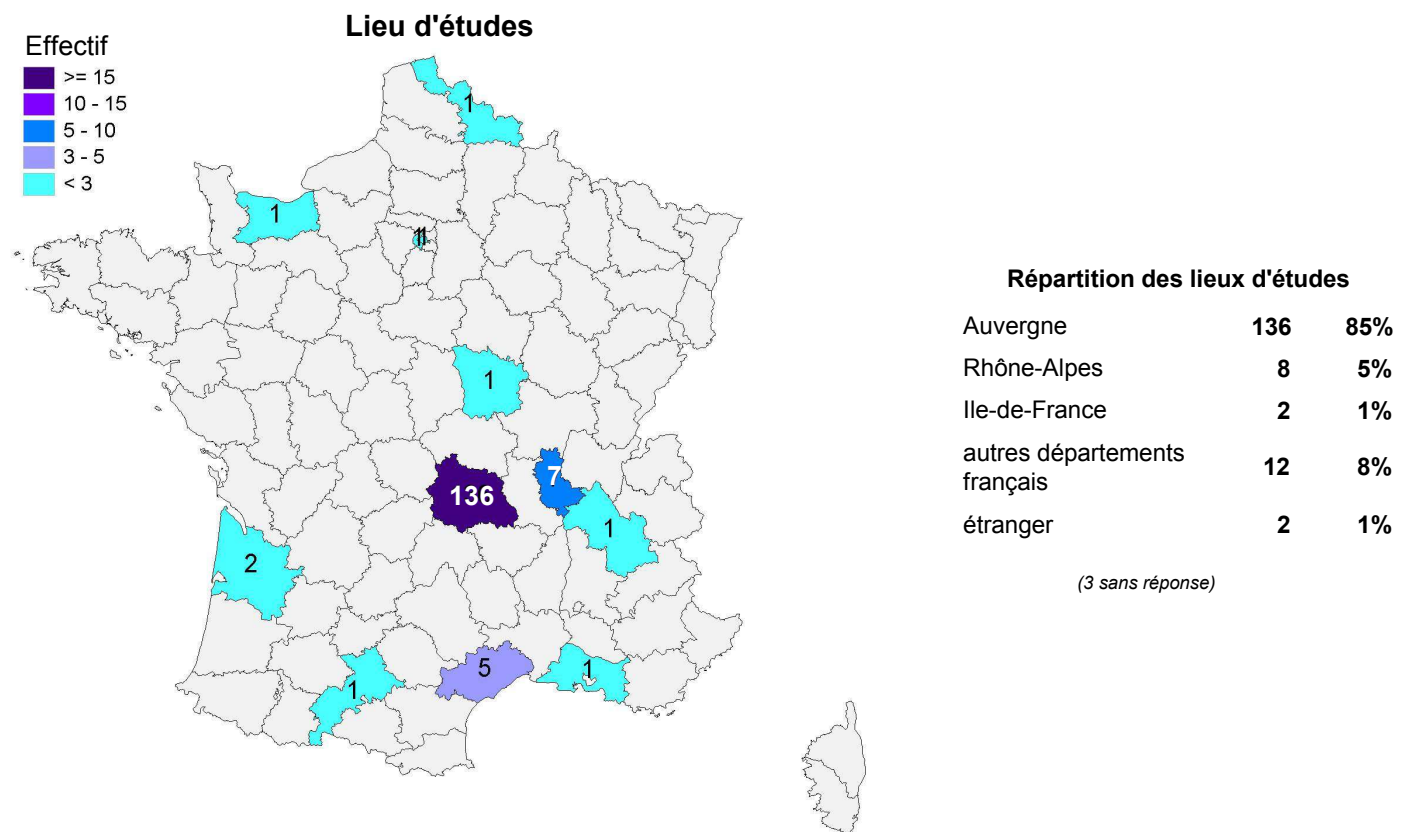 Lieu d'études
Effectif
>= 15
10 - 15
5 - 10
3 - 5
< 3
1
1
11
1
7
136
1
2
5
1
1
Répartition des lieux d'études
Auvergne 136 85%
Rhône-Alpes 8 5%
Ile-de-France 2 1%
autres départements
français 12 8%
étranger 2 1%
(3 sans réponse)